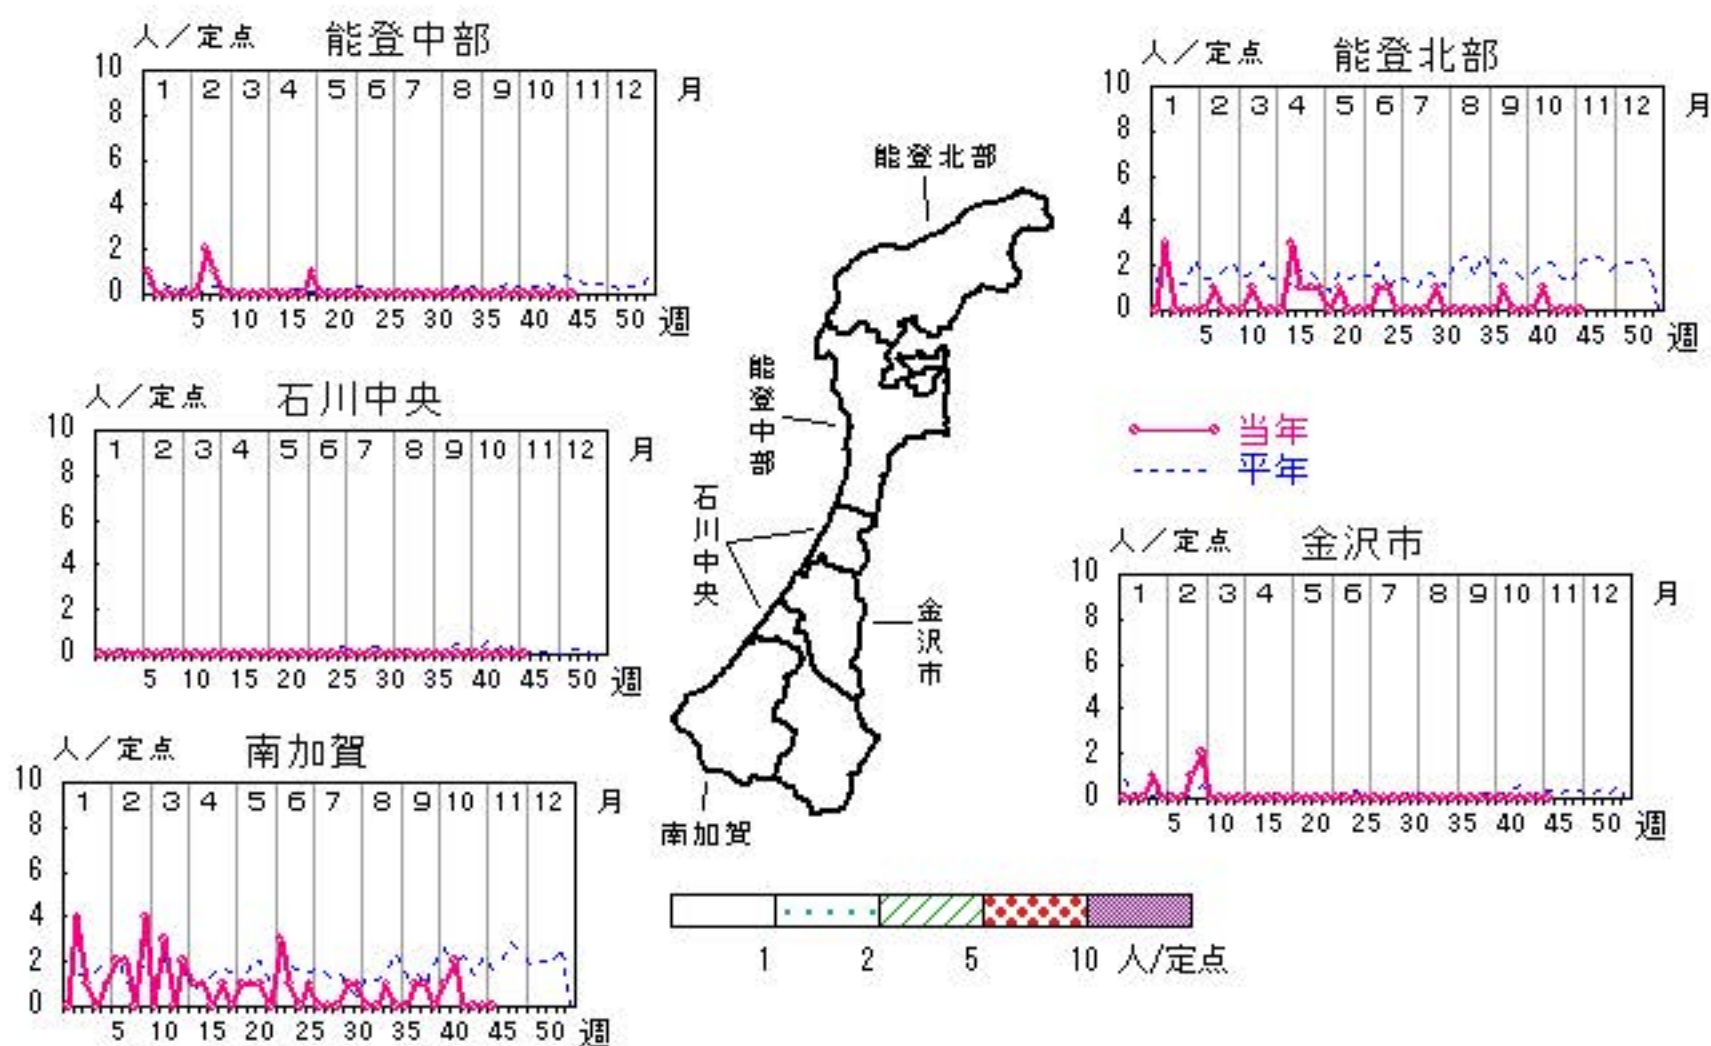 人／定点 能登中部
10 8 6 4 2 0
1 2 3 4 5 6 7 8 9 10 11 12 月
5 10 15 20 25 30 35 40 45 50 週
人／定点 能登北部
10 8 6 4 2 0
1 2 3 4 5 6 7 8 9 10 11 12 月
5 10 15 20 25 30 35 40 45 50 週
能登北部
能登中部
石川中央
金沢市
南加賀
人／定点 石川中央
10 8 6 4 2 0
1 2 3 4 5 6 7 8 9 10 11 12 月
5 10 15 20 25 30 35 40 45 50 週
当年
平年
人／定点 金沢市
10 8 6 4 2 0
1 2 3 4 5 6 7 8 9 10 11 12 月
5 10 15 20 25 30 35 40 45 50 週
人／定点 南加賀
10 8 6 4 2 0
1 2 3 4 5 6 7 8 9 10 11 12 月
5 10 15 20 25 30 35 40 45 50 週
1 2 5 10 人/定点